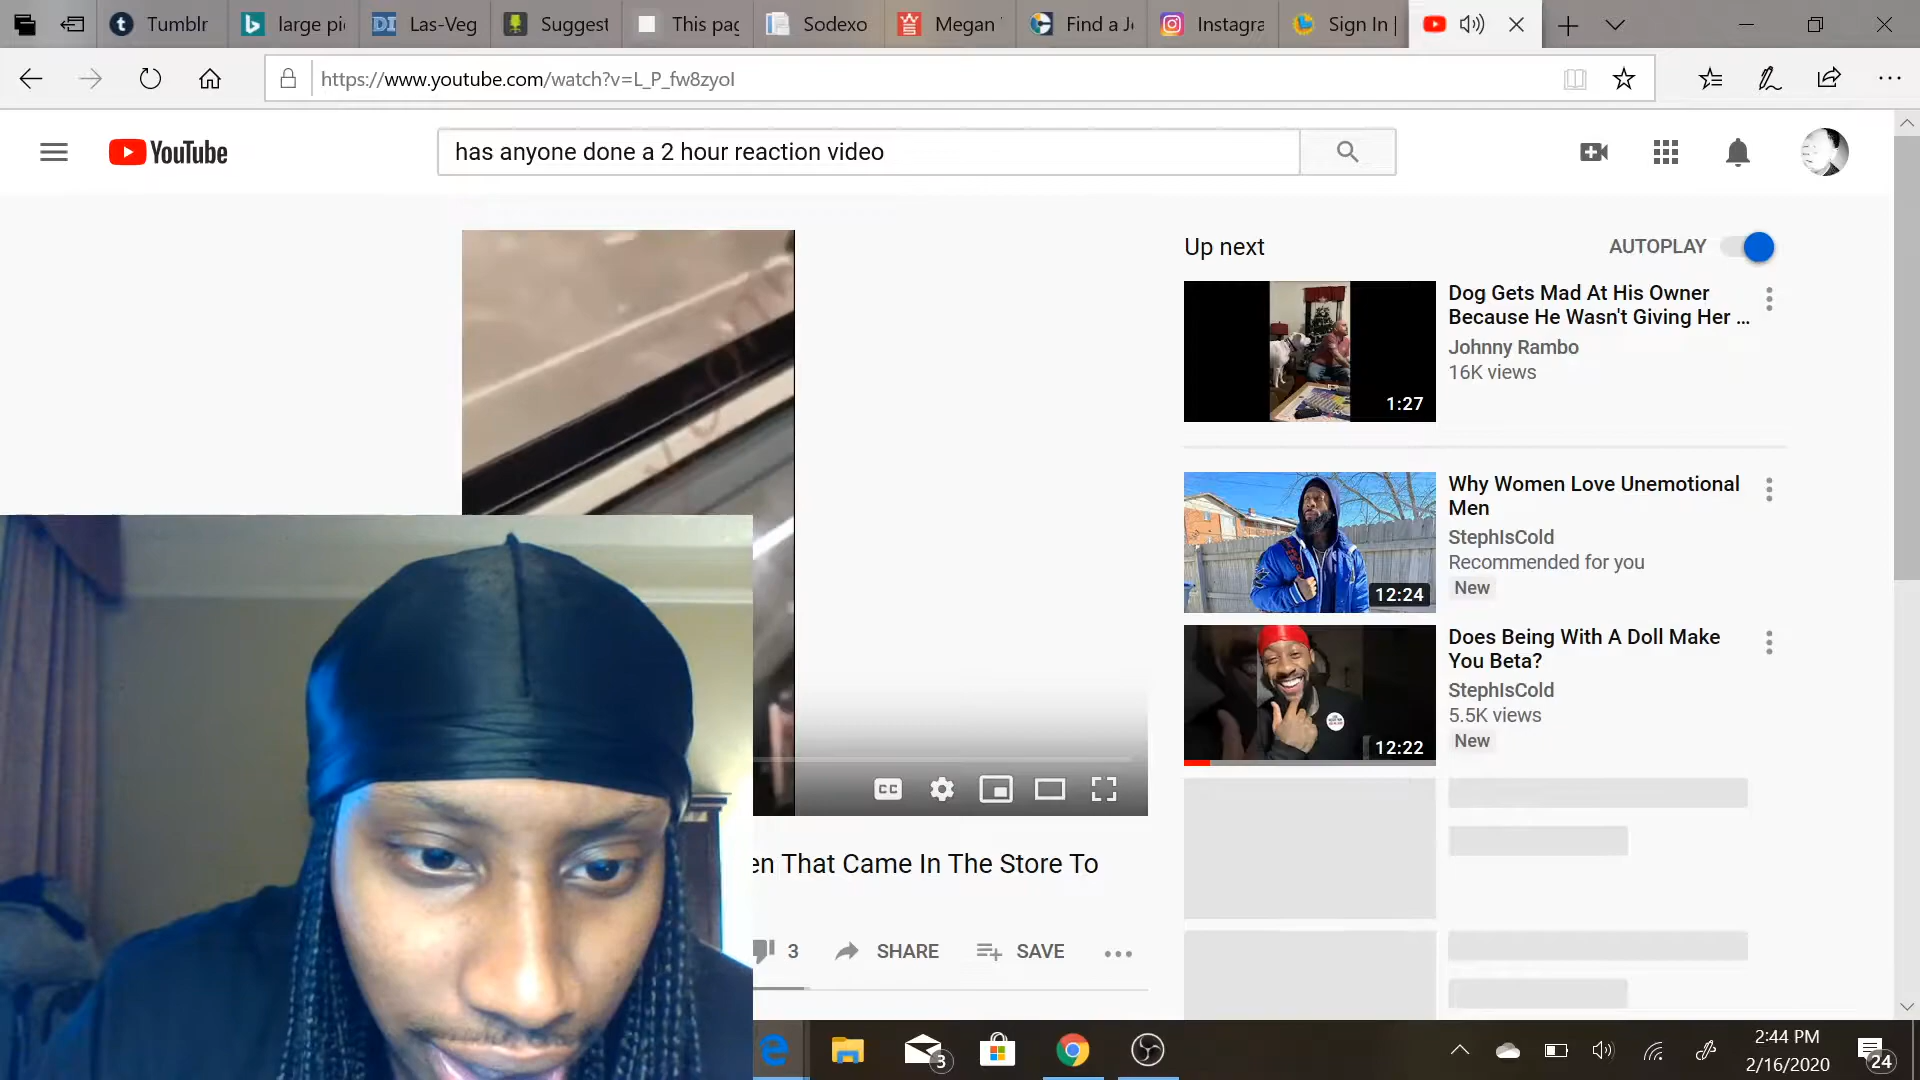 Tumblr
large pi
DI Las-Veg
Suggest
This pag
Sodexo
Megan
Find a J
Instagra
Sign In |
https://www.youtube.com/watch?v=L_P_fw8zyoI
YouTube
has anyone done a 2 hour reaction video
Up next
AUTOPLAY
Dog Gets Mad At His Owner
Because He Wasn't Giving Her ...
Johnny Rambo
16K views
1:27
Why Women Love Unemotional
Men
StephIsCold
Recommended for you
New
12:24
Does Being With A Doll Make
You Beta?
StephIsCold
5.5K views
New
12:22
CC
en That Came In The Store To
3 SHARE SAVE
3
2:44 PM
2/16/2020
24